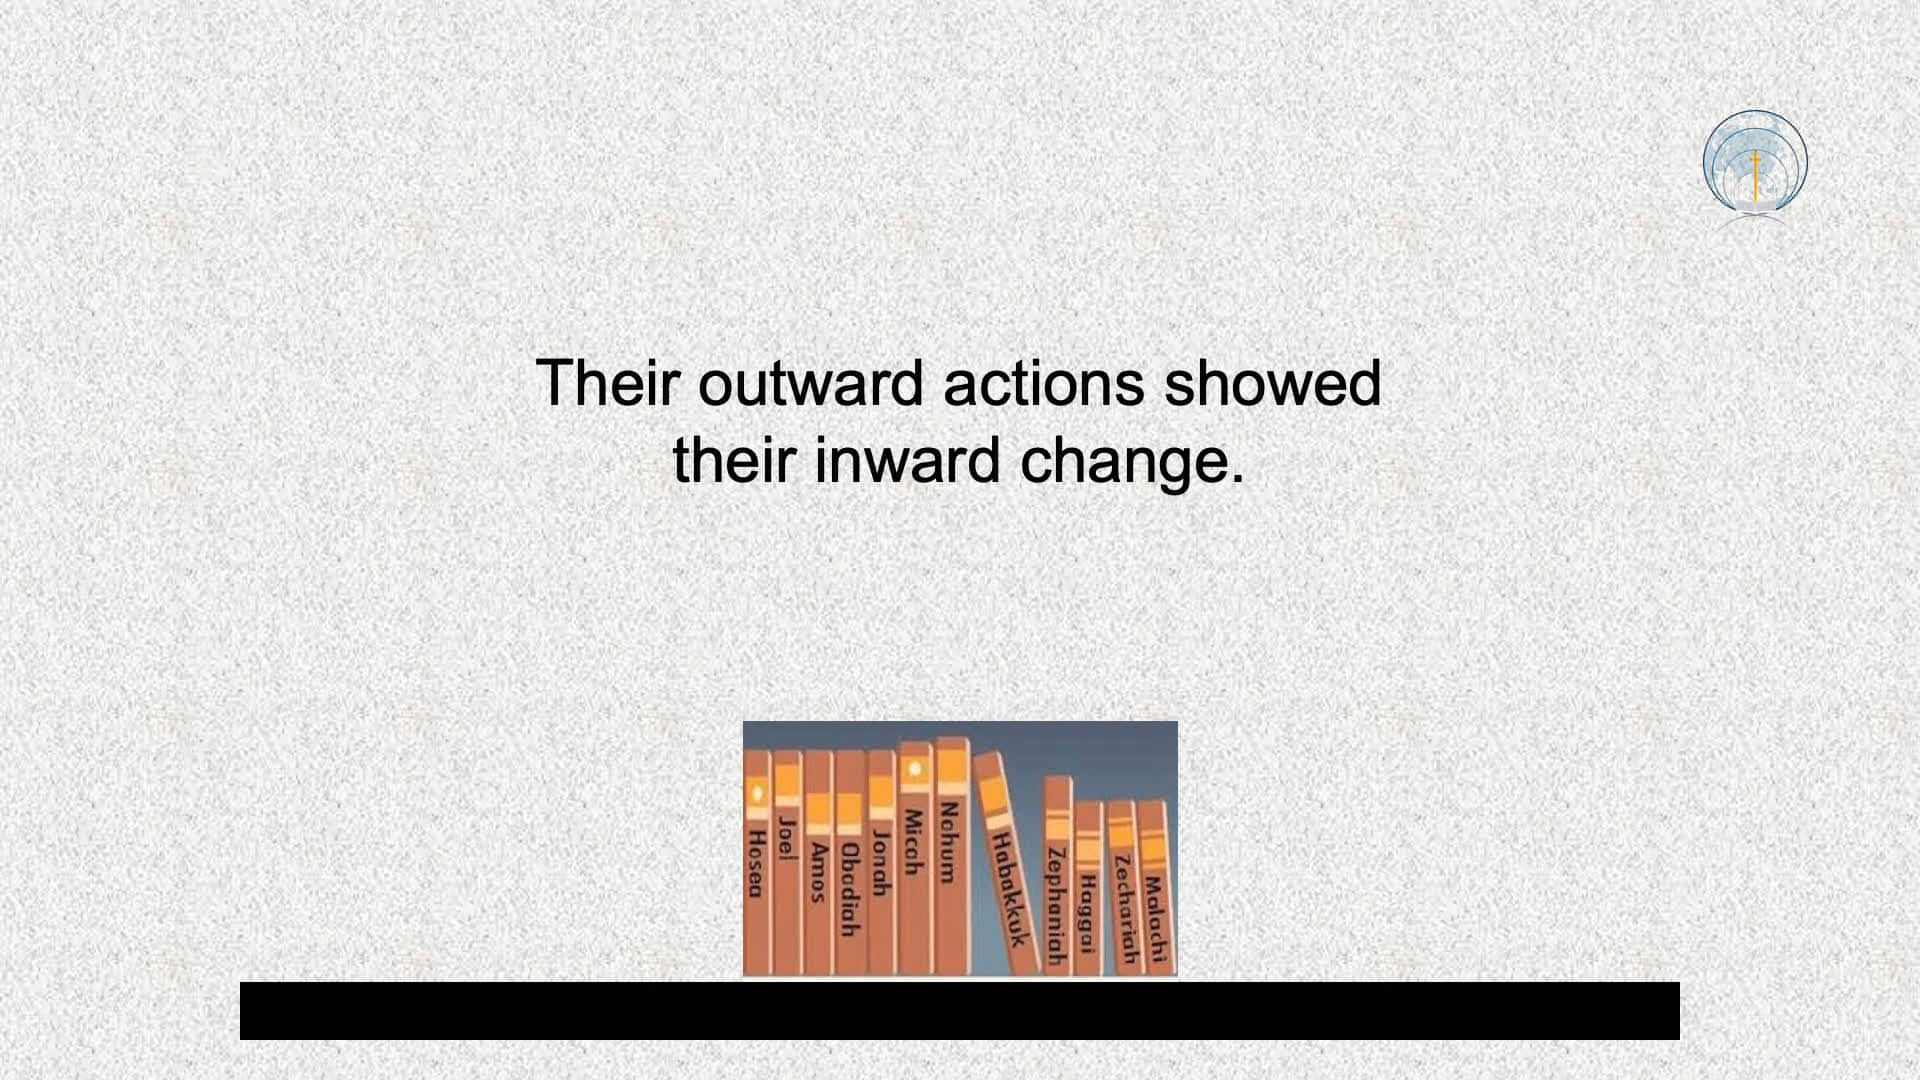 Their outward actions showed
their inward change.
Hosea
Joel
Amos
Obadiah
Jonah
Micah
Nahum
Habakkuk
Zephaniah
Haggai
Zechariah
Malachi